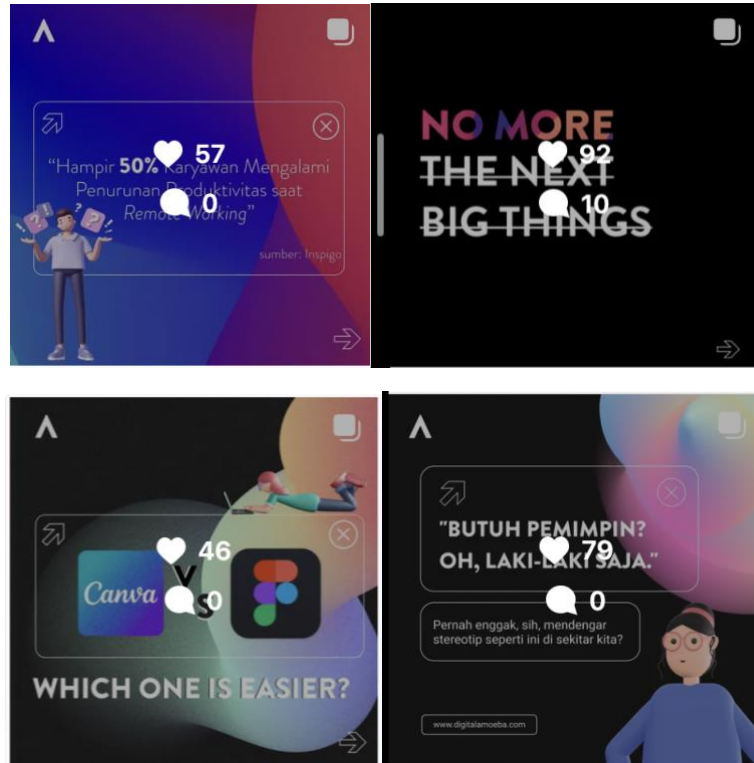 57
“Hampir 50% Karyawan Mengalami
Penurunan Produktivitas saat
0
Remote Working”
sumber: Inspigo
NO MORE
92
THE NEXT
10
BIG THINGS
46
Canva
VS
0
WHICH ONE IS EASIER?
"BUTUH PEMIMPIN?
79
OH, LAKI-LAKI SAJA."
0
Pernah enggak, sih, mendengar
stereotip seperti ini di sekitar kita?
www.digitalamoeba.com